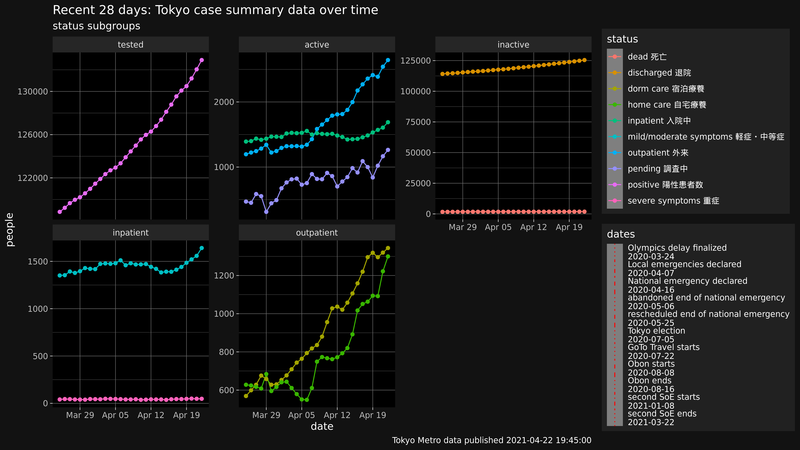 Recent 28 days: Tokyo case summary data over time
status subgroups
tested
active
inactive
130000
126000
122000
2000
1000
125000
100000
75000
50000
25000
0
Mar 29 Apr 05 Apr 12 Apr 19
inpatient
outpatient
1500
1000
500
0
1200
1000
800
600
Mar 29 Apr 05 Apr 12 Apr 19
Mar 29 Apr 05 Apr 12 Apr 19
people
date
status
dead 死亡
discharged 退院
dorm care 宿泊療養
home care 自宅療養
inpatient 入院中
mild/moderate symptoms 軽症・中等症
outpatient 外来
pending 調査中
positive 陽性患者数
severe symptoms 重症
dates
Olympics delay finalized
2020-03-24
Local emergencies declared
2020-04-07
National emergency declared
2020-04-16
abandoned end of national emergency
2020-05-06
rescheduled end of national emergency
2020-05-25
Tokyo election
2020-07-05
GoTo Travel starts
2020-07-22
Obon starts
2020-08-08
Obon ends
2020-08-16
second SoE starts
2021-01-08
second SoE ends
2021-03-22
Tokyo Metro data published 2021-04-22 19:45:00